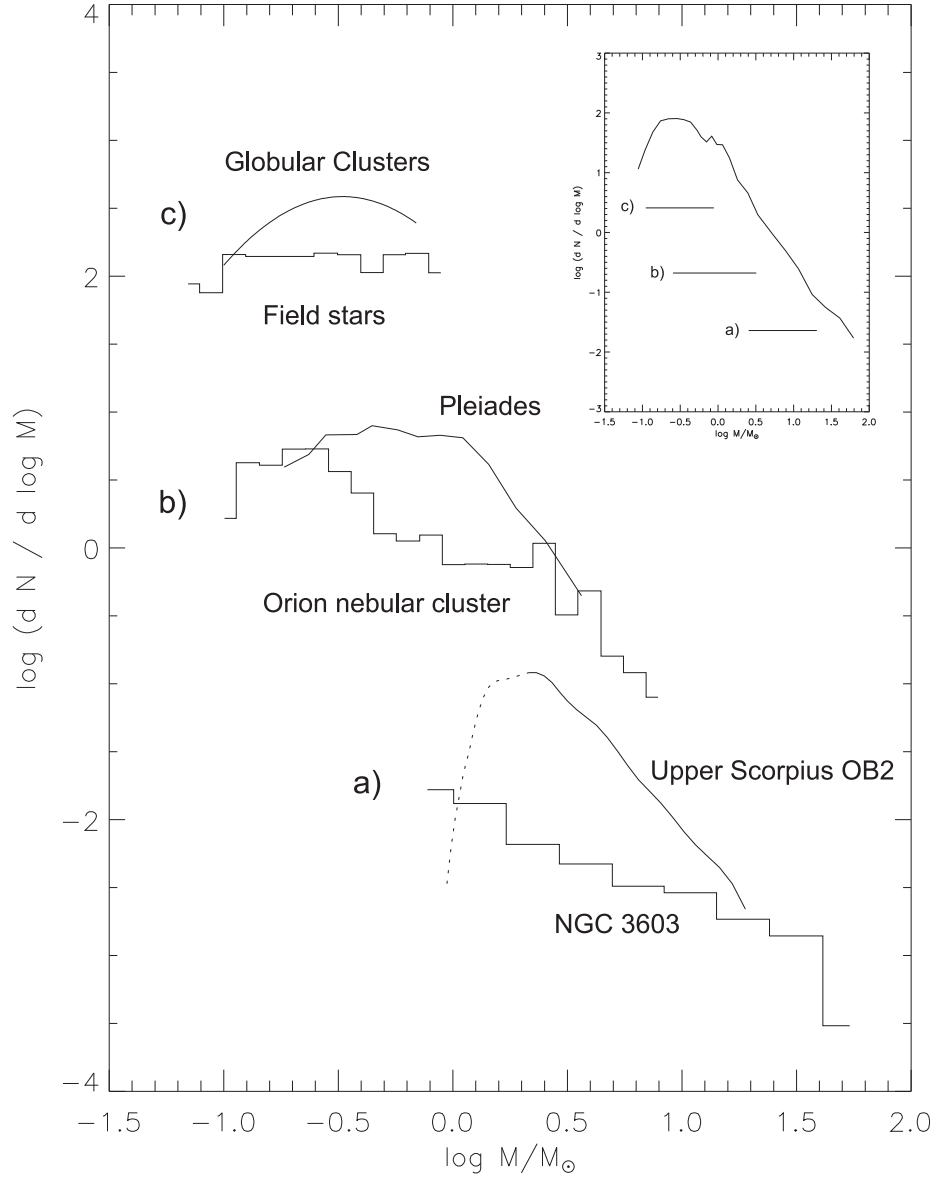 4
2
0
−2
−4
−1.5
−1.0
−0.5
0.0
0.5
1.0
1.5
2.0
log M/M☉
log (d N / d log M)
Globular Clusters
c)
Field stars
Pleiades
b)
Orion nebular cluster
a)
Upper Scorpius OB2
NGC 3603
3
2
1
0
−1
−2
−3
−1.5
−1.0
−0.5
0.0
0.5
1.0
1.5
2.0
log M/M☉
log (d N / d log M)
c)
b)
a)